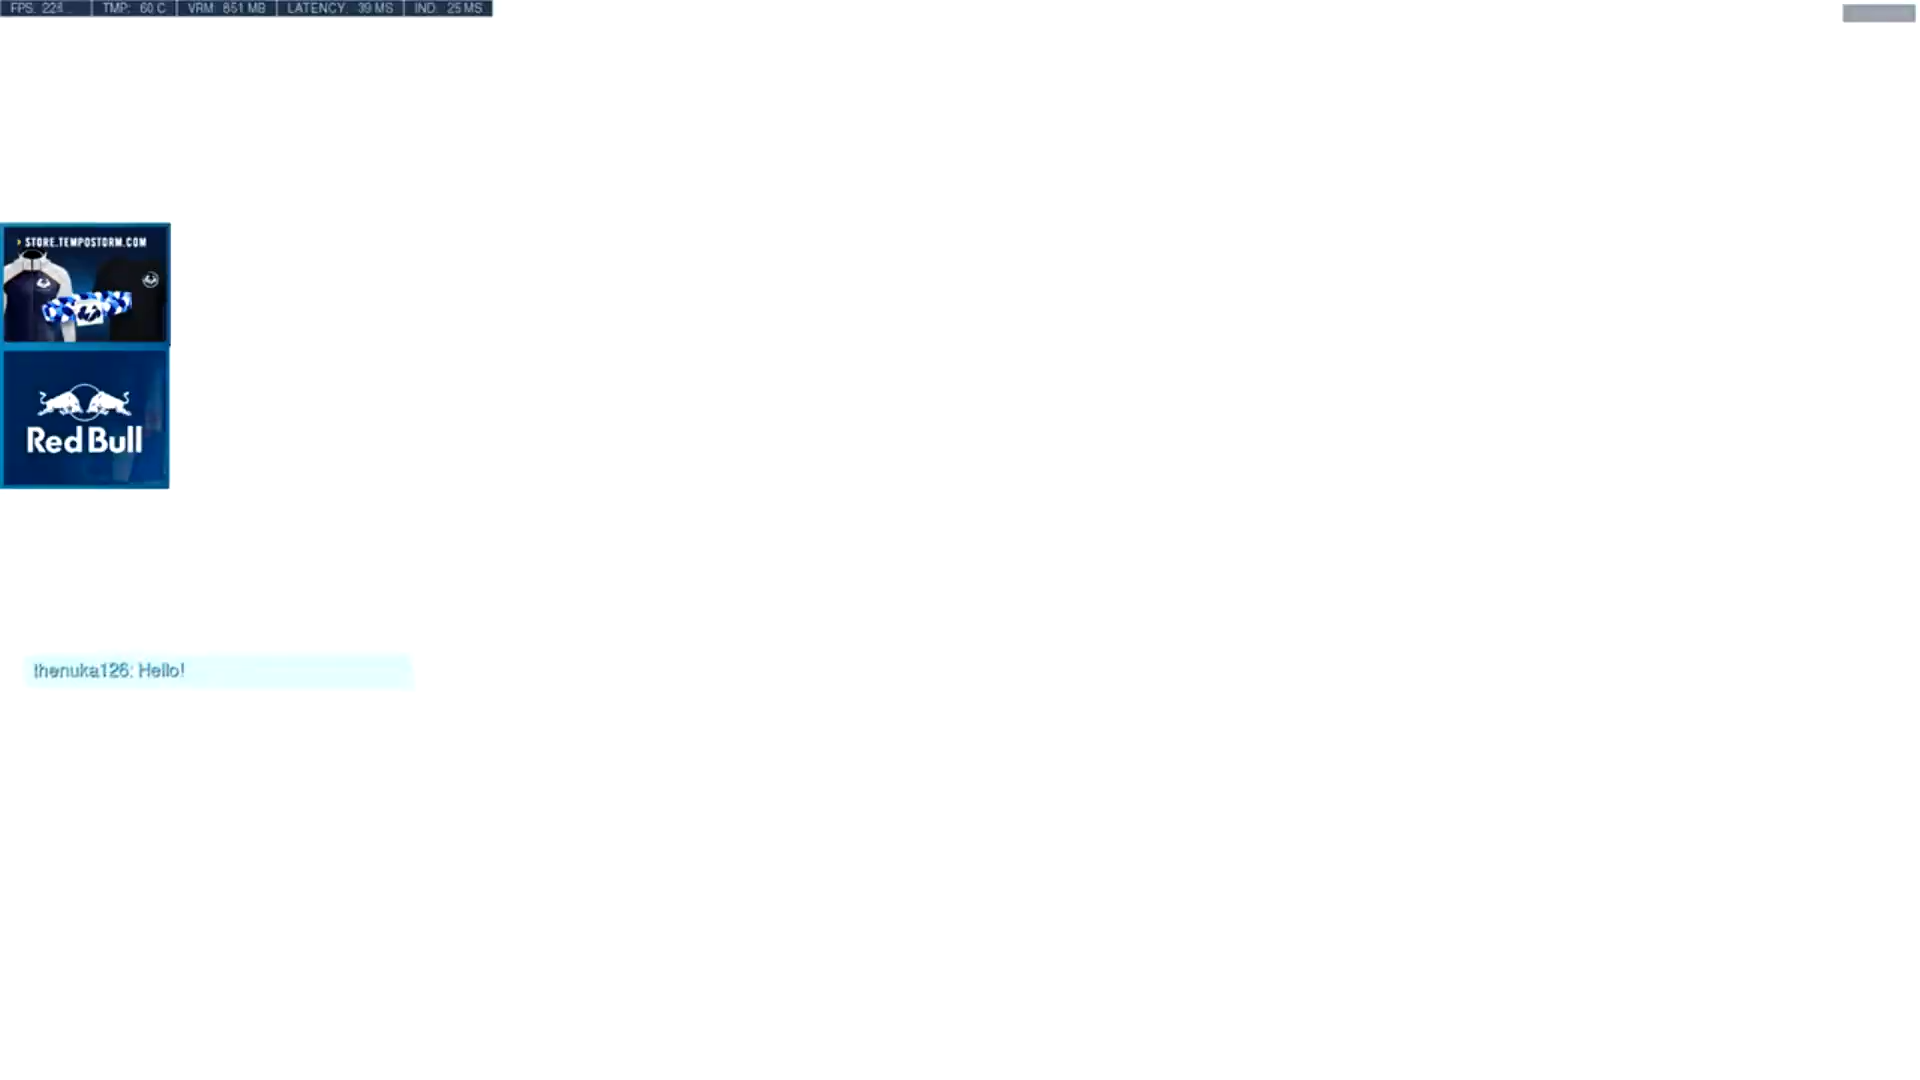 FPS: TMP: 60 C VRM: 851 MB LATENCY: 39 MS IND: 25 MS
STORE.TEMPOSTORM.COM
Red Bull
thenuka126: Hello!